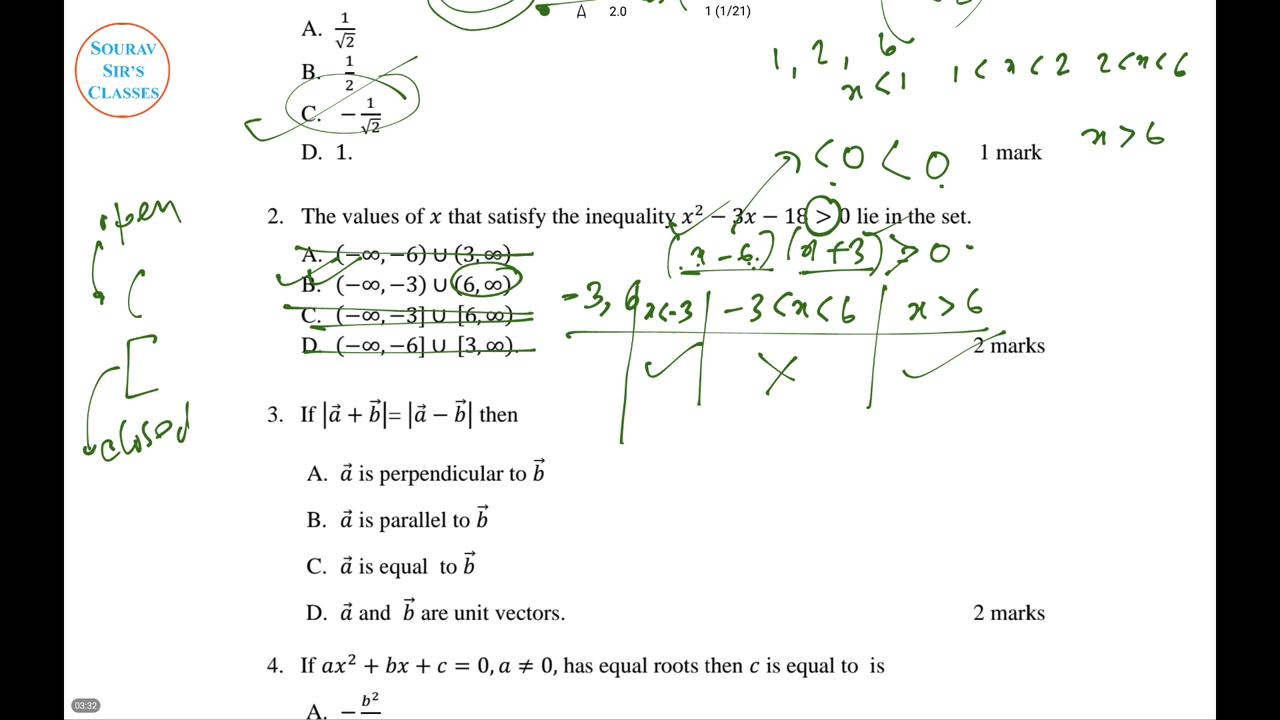 A 2.0 1 (1/21)
SOURAV
SIR'S
CLASSES
A. 1/√2
B. 1/2
C. −1/√2
D. 1. 1 mark
1, 2, 6
x < 1 1 < x < 2 2 < x < 6
x > 6
< 0 < 0
2. The values of x that satisfy the inequality x² − 3x − 18 > 0 lie in the set.
(x − 6) (x + 3) > 0
A. (−∞, −6) ∪ (3, ∞)
B. (−∞, −3) ∪ (6, ∞)
C. (−∞, −3] ∪ [6, ∞)
D. (−∞, −6] ∪ [3, ∞).
−3, 6 x < −3 −3 < x < 6 x > 6
2 marks
open
(
[
closed
3. If |a⃗ + b⃗|= |a⃗ − b⃗| then
A. a⃗ is perpendicular to b⃗
B. a⃗ is parallel to b⃗
C. a⃗ is equal to b⃗
D. a⃗ and b⃗ are unit vectors. 2 marks
4. If ax² + bx + c = 0, a ≠ 0, has equal roots then c is equal to is
A. − b²
03:32